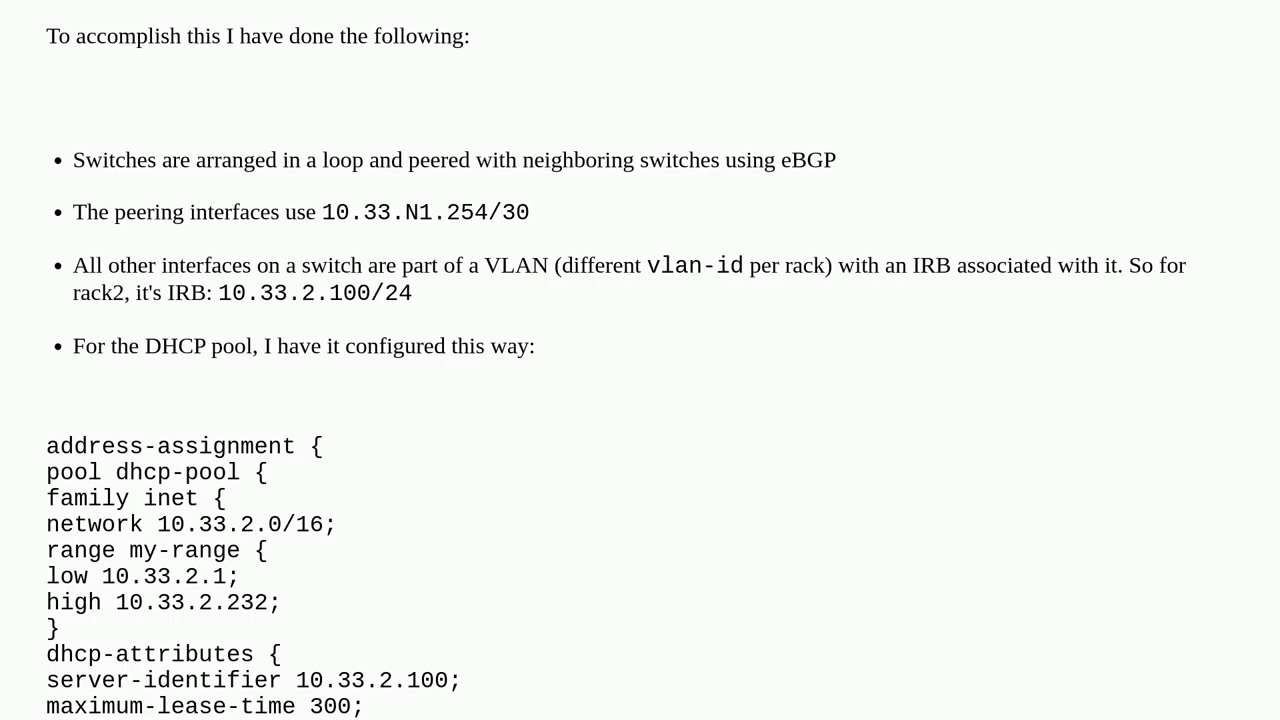 To accomplish this I have done the following:
• Switches are arranged in a loop and peered with neighboring switches using eBGP
• The peering interfaces use 10.33.N1.254/30
• All other interfaces on a switch are part of a VLAN (different vlan-id per rack) with an IRB associated with it. So for
rack2, it's IRB: 10.33.2.100/24
• For the DHCP pool, I have it configured this way:
address-assignment {
pool dhcp-pool {
family inet {
network 10.33.2.0/16;
range my-range {
low 10.33.2.1;
high 10.33.2.232;
}
dhcp-attributes {
server-identifier 10.33.2.100;
maximum-lease-time 300;